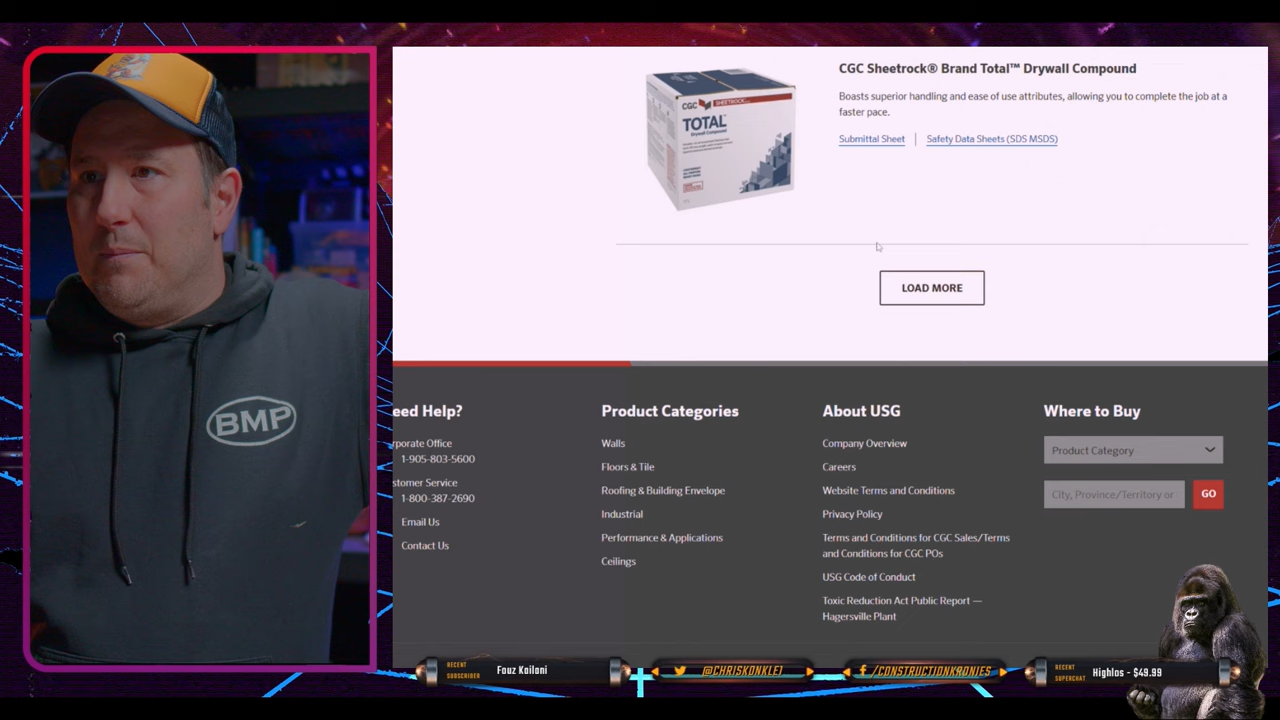 BMP
CGC SHEETROCK
TOTAL
Drywall Compound
CGC Sheetrock® Brand Total™ Drywall Compound
Boasts superior handling and ease of use attributes, allowing you to complete the job at a
faster pace.
Submittal Sheet | Safety Data Sheets (SDS MSDS)
LOAD MORE
eed Help?
rporate Office
1-905-803-5600
stomer Service
1-800-387-2690
Email Us
Contact Us
Product Categories
Walls
Floors & Tile
Roofing & Building Envelope
Industrial
Performance & Applications
Ceilings
About USG
Company Overview
Careers
Website Terms and Conditions
Privacy Policy
Terms and Conditions for CGC Sales/Terms
and Conditions for CGC POs
USG Code of Conduct
Toxic Reduction Act Public Report —
Hagersville Plant
Where to Buy
Product Category
City, Province/Territory or
GO
RECENT
SUBSCRIBER
Fauz Kailani
@CHRISKONKLE1
/CONSTRUCTIONKRONIES
RECENT
SUPERCHAT
Highlos - $49.99